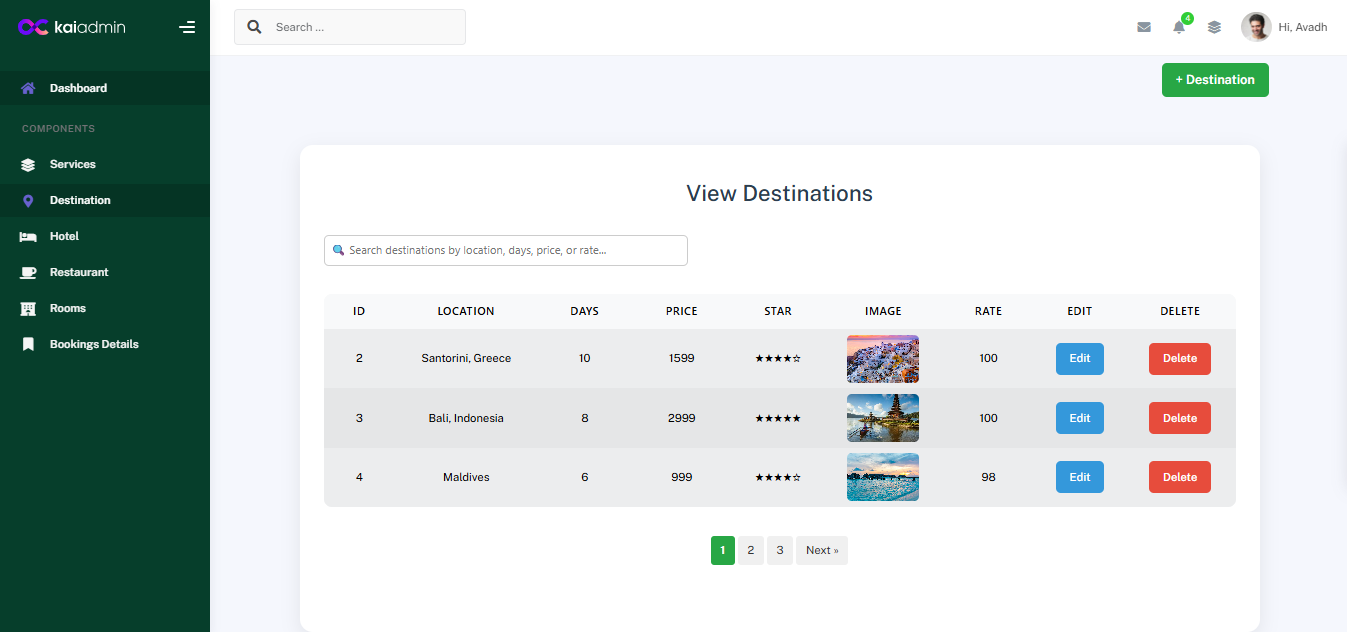 kaiadmin
Search ...
4
Hi, Avadh
+ Destination
Dashboard
COMPONENTS
Services
Destination
Hotel
Restaurant
Rooms
Bookings Details
View Destinations
Search destinations by location, days, price, or rate...
ID LOCATION DAYS PRICE STAR IMAGE RATE EDIT DELETE
2 Santorini, Greece 10 1599 ★★★★☆ 100 Edit Delete
3 Bali, Indonesia 8 2999 ★★★★★ 100 Edit Delete
4 Maldives 6 999 ★★★★☆ 98 Edit Delete
1 2 3 Next »